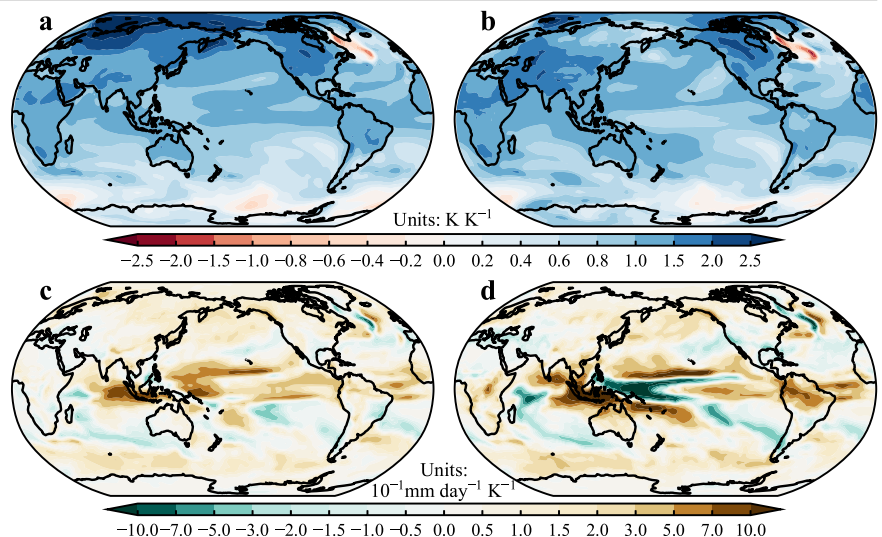 a
b
Units: K K⁻¹
−2.5 −2.0 −1.5 −1.0 −0.8 −0.6 −0.4 −0.2 0.0 0.2 0.4 0.6 0.8 1.0 1.5 2.0 2.5
c
d
Units:
10⁻¹mm day⁻¹ K⁻¹
−10.0 −7.0 −5.0 −3.0 −2.0 −1.5 −1.0 −0.5 0.0 0.5 1.0 1.5 2.0 3.0 5.0 7.0 10.0